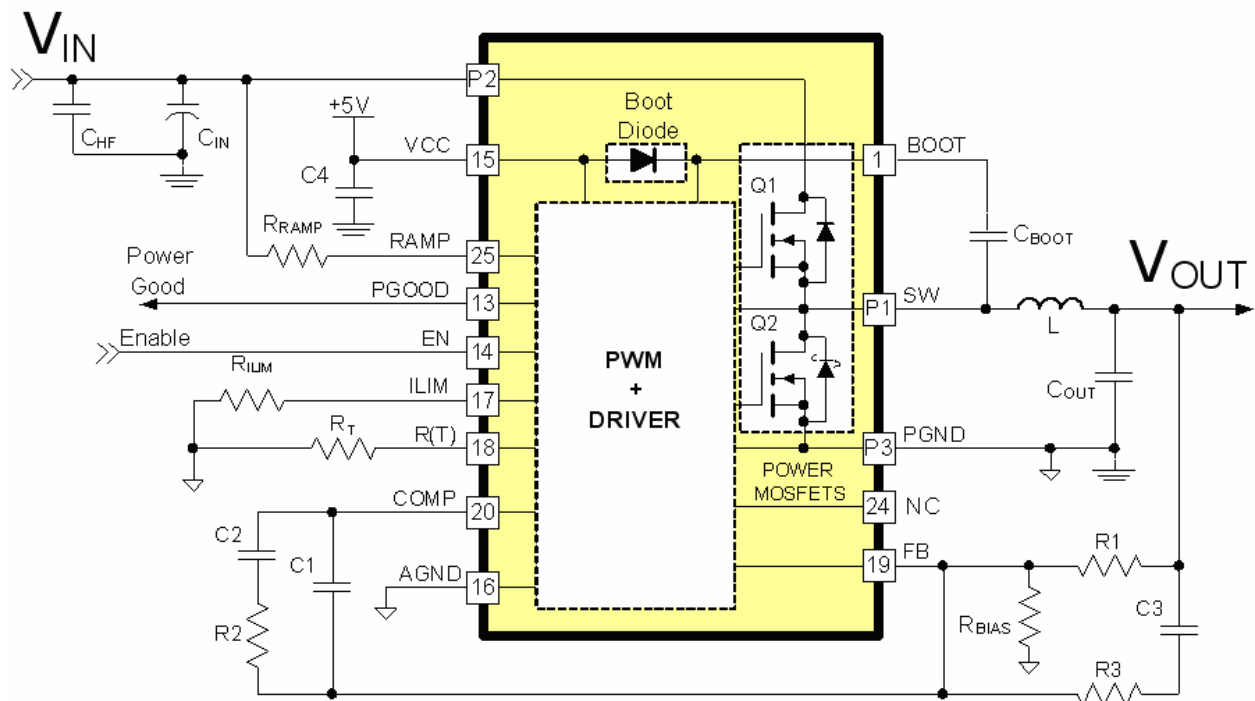 VIN
P2
+5V
Boot
Diode
CHF
CIN
VCC
15
1
BOOT
C4
Q1
RRAMP
RAMP
25
CBOOT
Power
Good
PGOOD
13
P1
SW
VOUT
L
Enable
EN
14
Q2
PWM
+
DRIVER
RILIM
ILIM
17
COUT
RT
R(T)
18
P3
PGND
POWER
MOSFETS
COMP
20
24
NC
C2
C1
19
FB
R1
AGND
16
R2
RBIAS
C3
R3